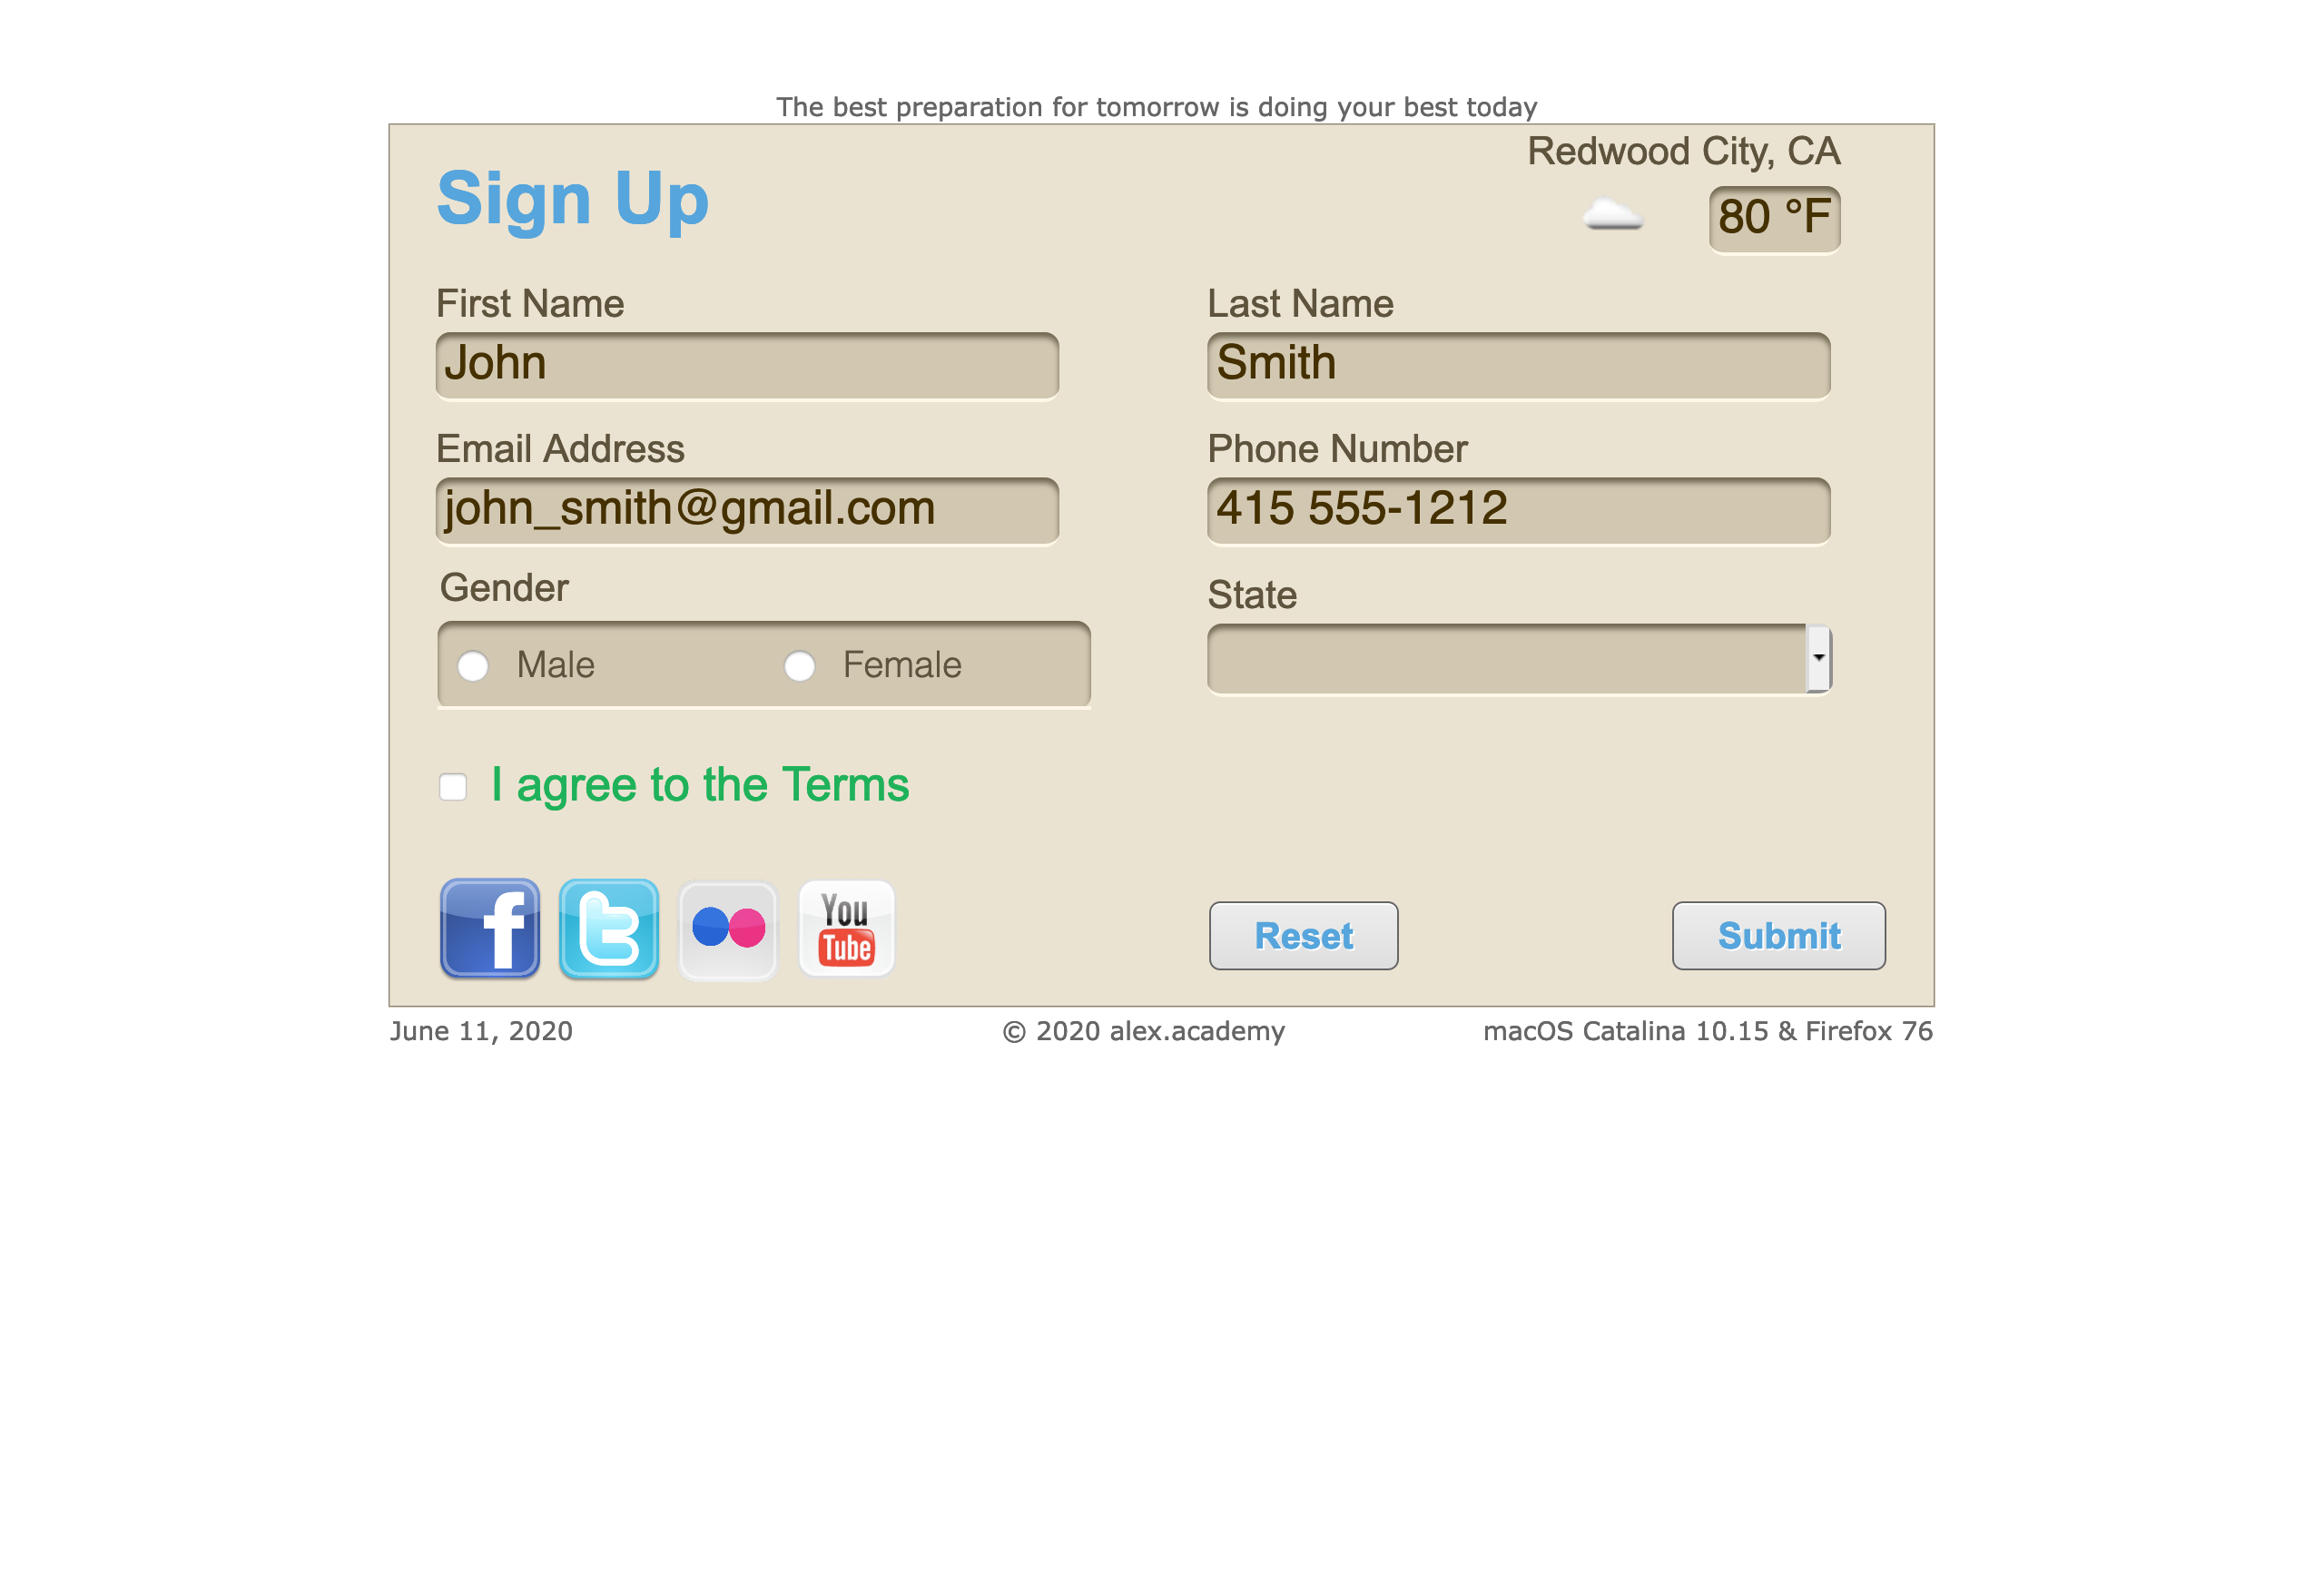 The best preparation for tomorrow is doing your best today
Redwood City, CA
Sign Up
80 °F
First Name
Last Name
John
Smith
Email Address
Phone Number
john_smith@gmail.com
415 555-1212
Gender
State
Male
Female
I agree to the Terms
f
t
You
Tube
Reset
Submit
June 11, 2020
© 2020 alex.academy
macOS Catalina 10.15 & Firefox 76